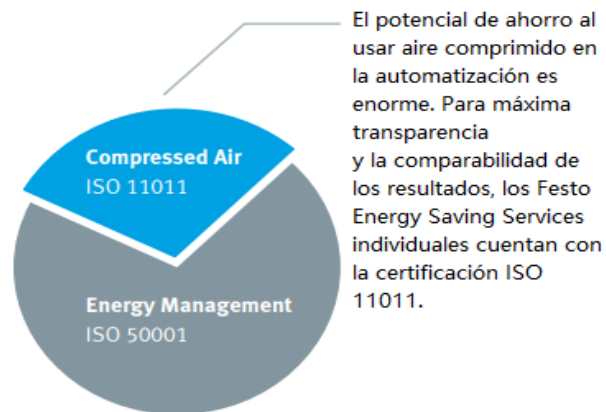 El potencial de ahorro al
usar aire comprimido en
la automatización es
enorme. Para máxima
transparencia
y la comparabilidad de
los resultados, los Festo
Energy Saving Services
individuales cuentan con
la certificación ISO
11011.
Compressed Air
ISO 11011
Energy Management
ISO 50001